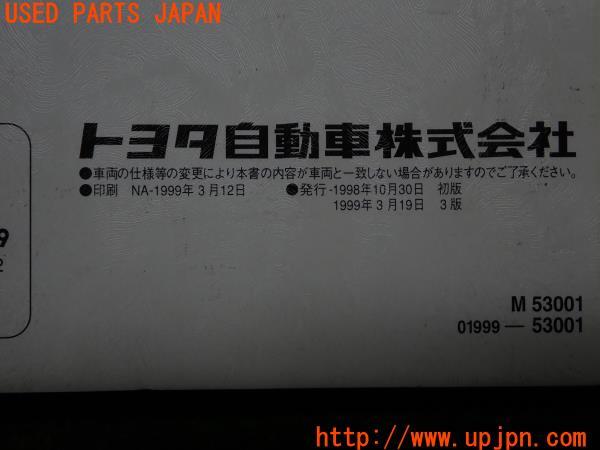 USED PARTS JAPAN
トヨタ自動車株式会社
●車両の仕様等の変更により本書の内容が車両と一致しない場合がありますのでご了承ください。
●印刷 NA-1999年3月12日 ●発行-1998年10月30日 初版
1999年3月19日 3版
9
2
M 53001
01999－53001
http://www.upjpn.com